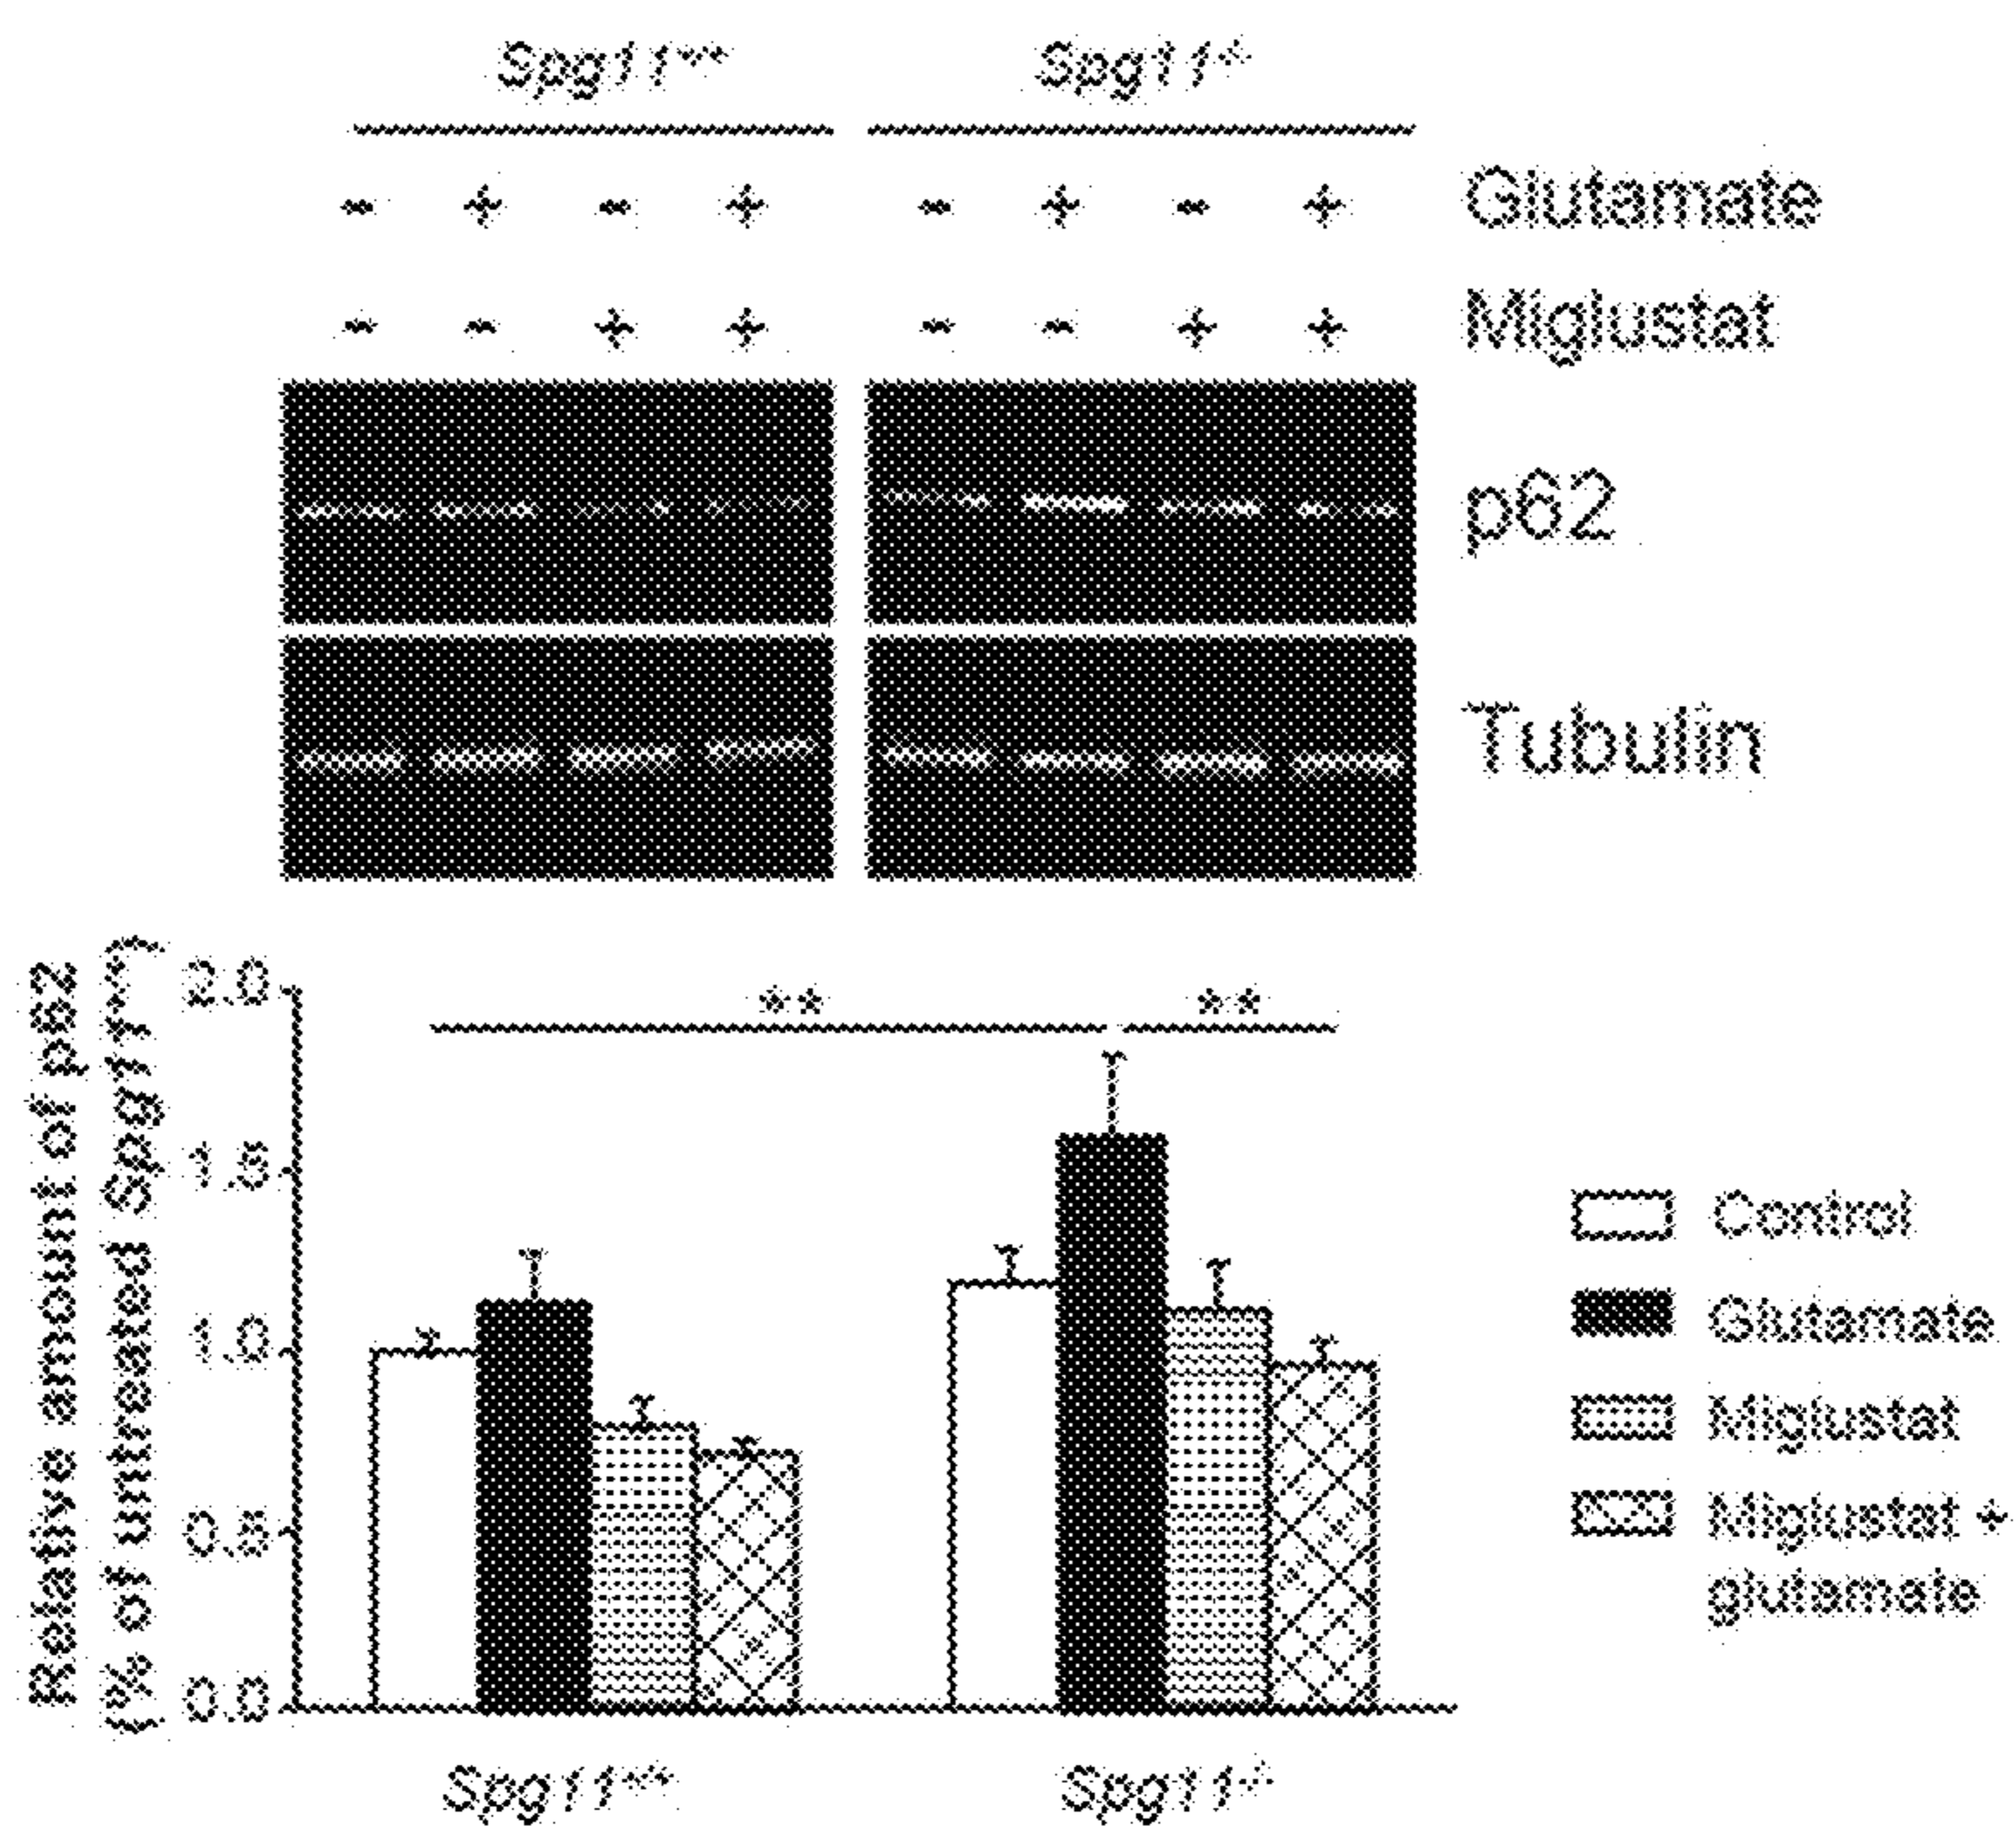 Spg11+/+ Spg11-/-
- + - + - + - + Glutamate
- - + + - - + + Miglustat
p62
Tubulin
Relative amount of p62
(% of untreated Spg11+/+)
2.0
1.5
1.0
0.5
0.0
** **
Control
Glutamate
Miglustat
Miglustat +
glutamate
Spg11+/+ Spg11-/-